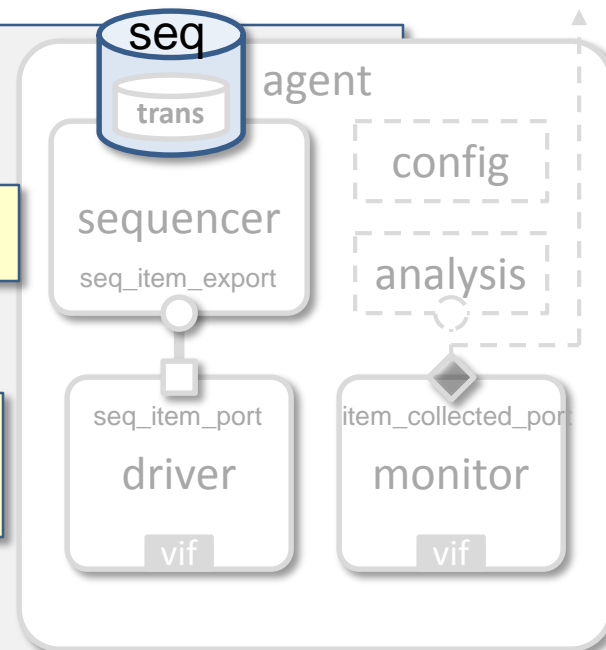 seq
trans
agent
config
sequencer
seq_item_export
analysis
seq_item_port
item_collected_port
driver
monitor
vif
vif